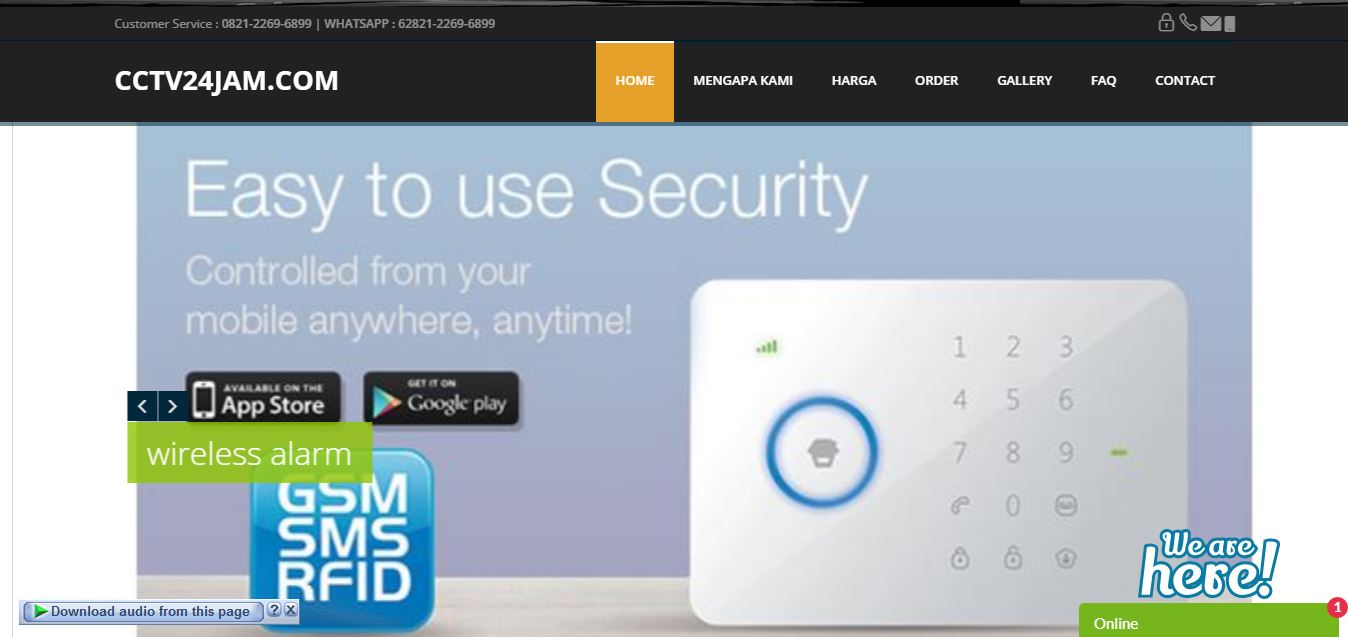 Customer Service : 0821-2269-6899 | WHATSAPP : 62821-2269-6899
CCTV24JAM.COM
HOME
MENGAPA KAMI
HARGA
ORDER
GALLERY
FAQ
CONTACT
Easy to use Security
Controlled from your
mobile anywhere, anytime!
AVAILABLE ON THE
App Store
GET IT ON
Google play
wireless alarm
GSM
SMS
RFID
1 2 3
4 5 6
7 8 9
0
We are
here!
Download audio from this page ? X
1
Online